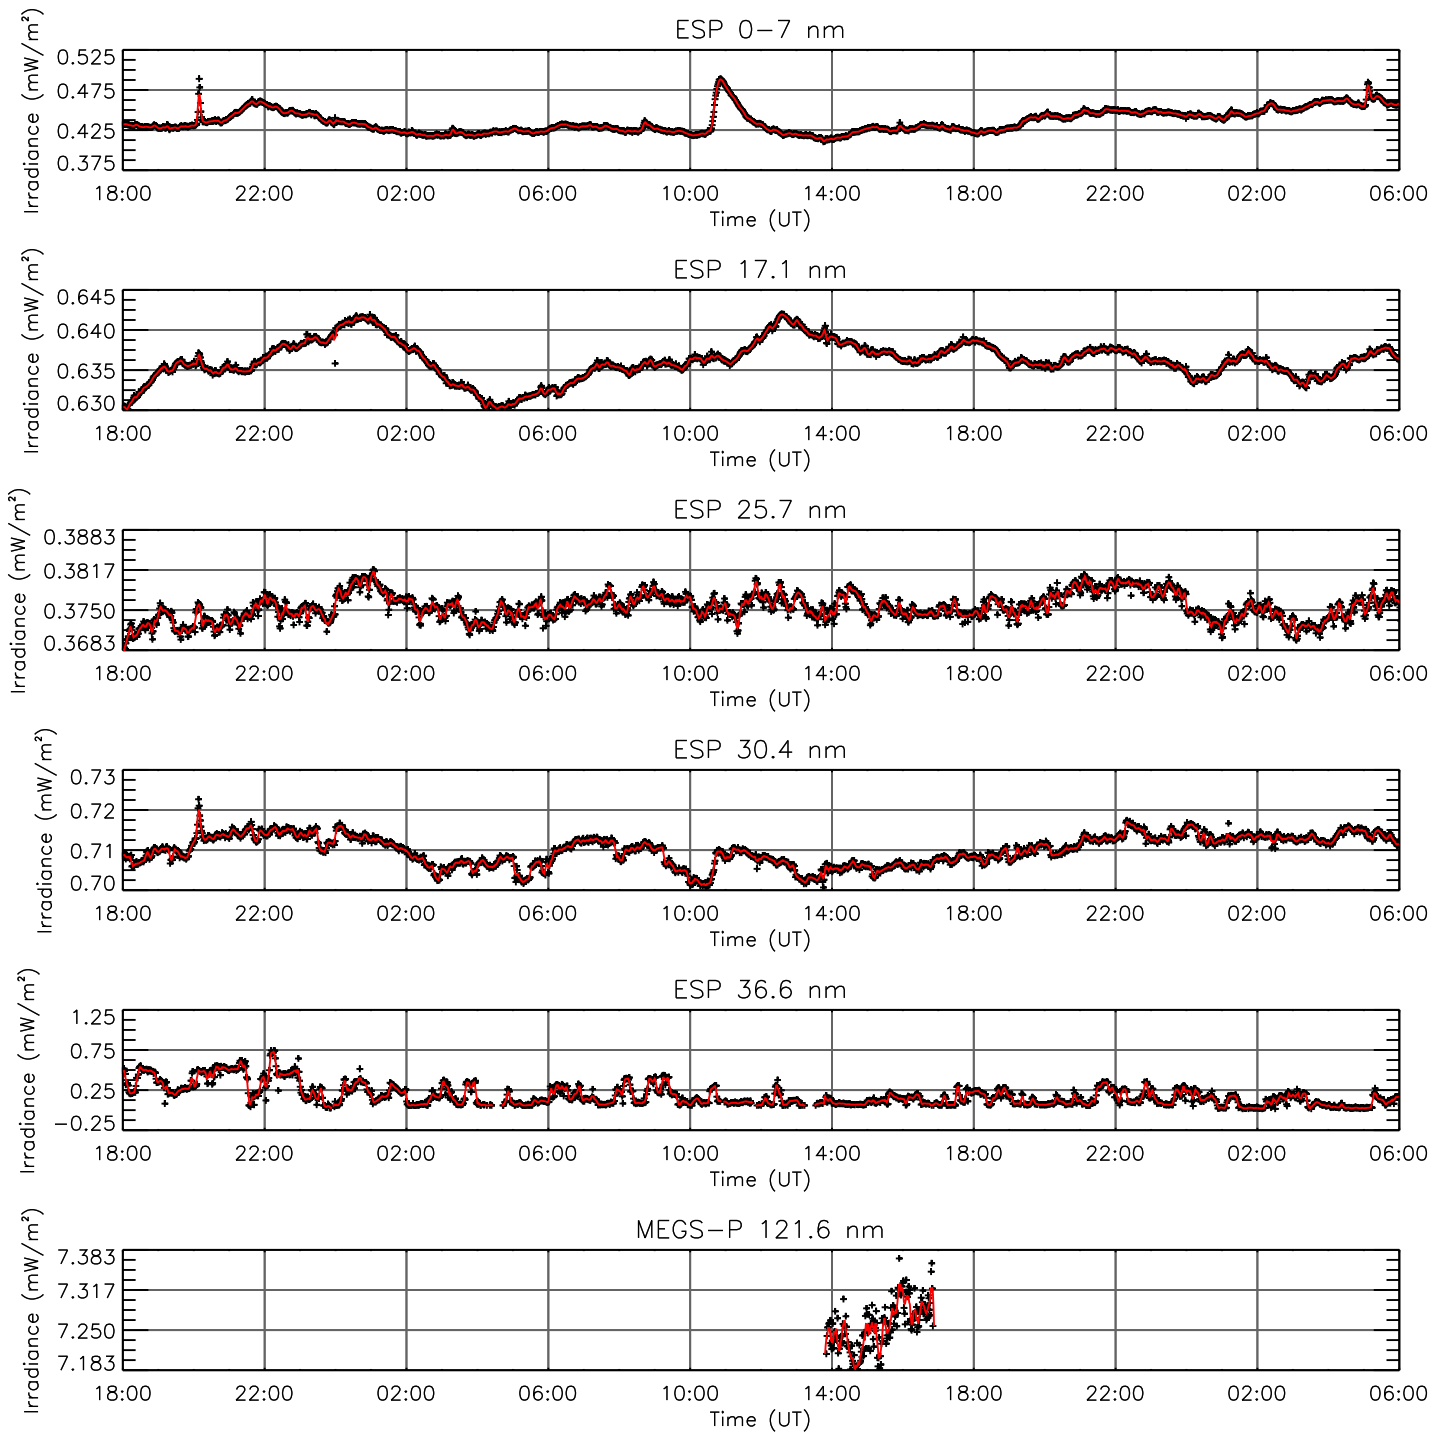 ESP 0−7 nm
Irradiance (mW/m²)
0.525
0.475
0.425
0.375
18:00 22:00 02:00 06:00 10:00 14:00 18:00 22:00 02:00 06:00
Time (UT)
ESP 17.1 nm
Irradiance (mW/m²)
0.645
0.640
0.635
0.630
18:00 22:00 02:00 06:00 10:00 14:00 18:00 22:00 02:00 06:00
Time (UT)
ESP 25.7 nm
Irradiance (mW/m²)
0.3883
0.3817
0.3750
0.3683
18:00 22:00 02:00 06:00 10:00 14:00 18:00 22:00 02:00 06:00
Time (UT)
ESP 30.4 nm
Irradiance (mW/m²)
0.73
0.72
0.71
0.70
18:00 22:00 02:00 06:00 10:00 14:00 18:00 22:00 02:00 06:00
Time (UT)
ESP 36.6 nm
Irradiance (mW/m²)
1.25
0.75
0.25
−0.25
18:00 22:00 02:00 06:00 10:00 14:00 18:00 22:00 02:00 06:00
Time (UT)
MEGS−P 121.6 nm
Irradiance (mW/m²)
7.383
7.317
7.250
7.183
18:00 22:00 02:00 06:00 10:00 14:00 18:00 22:00 02:00 06:00
Time (UT)